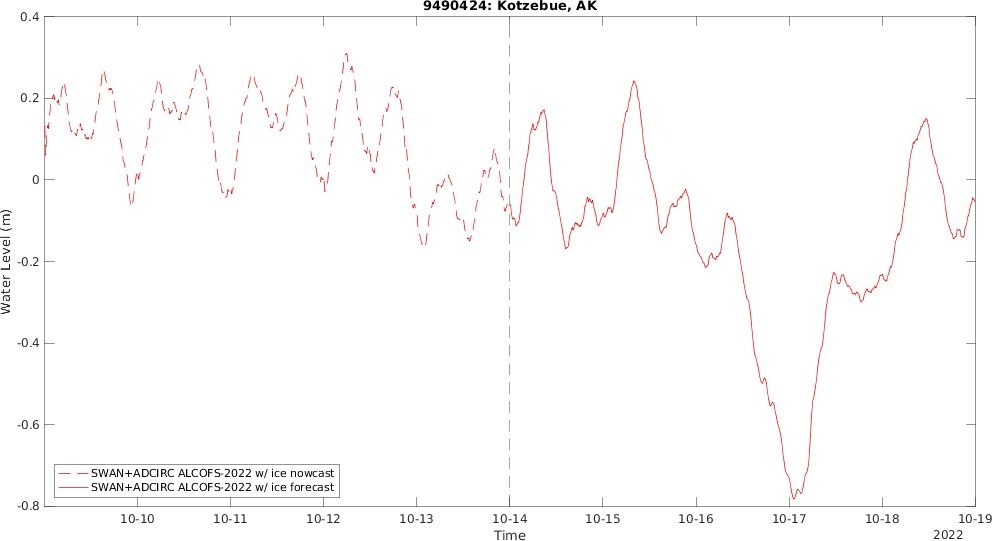 9490424: Kotzebue, AK
0.4
0.2
0
-0.2
-0.4
-0.6
-0.8
Water Level (m)
SWAN+ADCIRC ALCOFS-2022 w/ ice nowcast
SWAN+ADCIRC ALCOFS-2022 w/ ice forecast
10-10 10-11 10-12 10-13 10-14 10-15 10-16 10-17 10-18 10-19
Time
2022